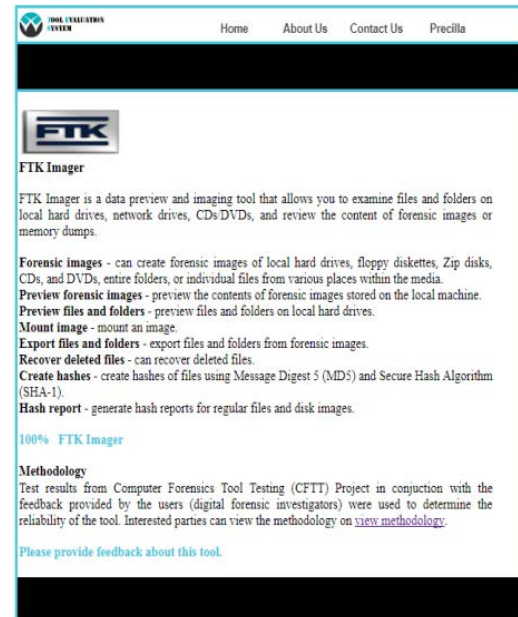 TOOL EVALUATION
SYSTEM
Home About Us Contact Us Precilla
FTK
FTK Imager
FTK Imager is a data preview and imaging tool that allows you to examine files and folders on
local hard drives, network drives, CDs/DVDs, and review the content of forensic images or
memory dumps.
Forensic images - can create forensic images of local hard drives, floppy diskettes, Zip disks,
CDs, and DVDs, entire folders, or individual files from various places within the media.
Preview forensic images - preview the contents of forensic images stored on the local machine.
Preview files and folders - preview files and folders on local hard drives.
Mount image - mount an image.
Export files and folders - export files and folders from forensic images.
Recover deleted files - can recover deleted files.
Create hashes - create hashes of files using Message Digest 5 (MD5) and Secure Hash Algorithm
(SHA-1).
Hash report - generate hash reports for regular files and disk images.
100% FTK Imager
Methodology
Test results from Computer Forensics Tool Testing (CFTT) Project in conjuction with the
feedback provided by the users (digital forensic investigators) were used to determine the
reliability of the tool. Interested parties can view the methodology on view methodology.
Please provide feedback about this tool.